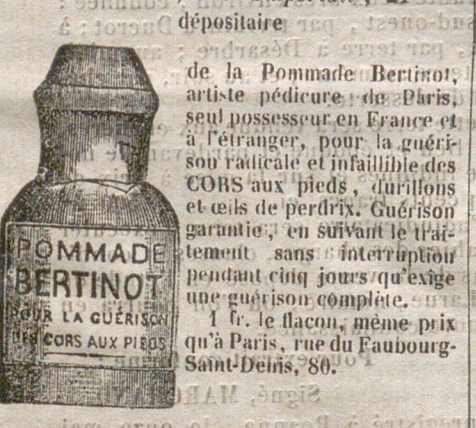 dépositaire
de la Pommade Bertinot,
artiste pédicure de Paris,
seul possesseur en France et
à l'étranger, pour la guéri-
son radicale et infaillible des
CORS aux pieds, durillons
et œils de perdrix. Guérison
garantie, en suivant le trai-
tement sans interruption
pendant cinq jours qu'exige
une guérison complète.
1 fr. le flacon, même prix
qu'à Paris, rue du Faubourg-
Saint-Denis, 80.
POMMADE
BERTINOT
POUR LA GUÉRISON
DES CORS AUX PIEDS